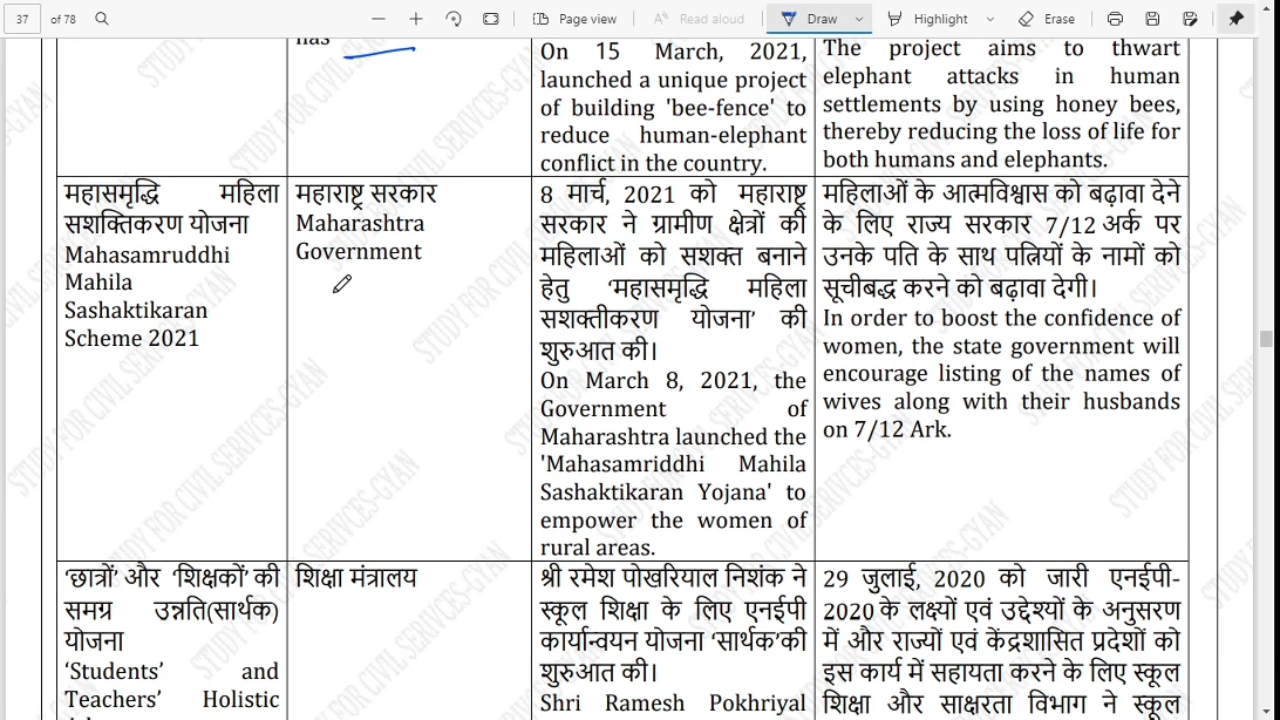 37 of 78 Page view Read aloud Draw Highlight Erase
has
On 15 March, 2021,
launched a unique project
of building 'bee-fence' to
reduce human-elephant
conflict in the country.
The project aims to thwart
elephant attacks in human
settlements by using honey bees,
thereby reducing the loss of life for
both humans and elephants.
महासमृद्धि महिला
सशक्तिकरण योजना
Mahasamruddhi
Mahila
Sashaktikaran
Scheme 2021
महाराष्ट्र सरकार
Maharashtra
Government
8 मार्च, 2021 को महाराष्ट्र
सरकार ने ग्रामीण क्षेत्रों की
महिलाओं को सशक्त बनाने
हेतु 'महासमृद्धि महिला
सशक्तीकरण योजना' की
शुरुआत की।
On March 8, 2021, the
Government of
Maharashtra launched the
'Mahasamriddhi Mahila
Sashaktikaran Yojana' to
empower the women of
rural areas.
महिलाओं के आत्मविश्वास को बढ़ावा देने
के लिए राज्य सरकार 7/12 अर्क पर
उनके पति के साथ पत्नियों के नामों को
सूचीबद्ध करने को बढ़ावा देगी।
In order to boost the confidence of
women, the state government will
encourage listing of the names of
wives along with their husbands
on 7/12 Ark.
'छात्रों' और 'शिक्षकों' की
समग्र उन्नति(सार्थक)
योजना
'Students' and
Teachers' Holistic
शिक्षा मंत्रालय
श्री रमेश पोखरियाल निशंक ने
स्कूल शिक्षा के लिए एनईपी
कार्यान्वयन योजना 'सार्थक'की
शुरुआत की।
Shri Ramesh Pokhriyal
29 जुलाई, 2020 को जारी एनईपी-
2020 के लक्ष्यों एवं उद्देश्यों के अनुसरण
में और राज्यों एवं केंद्रशासित प्रदेशों को
इस कार्य में सहायता करने के लिए स्कूल
शिक्षा और साक्षरता विभाग ने स्कूल
STUDY FOR CIVIL SERIVCES-GYAN